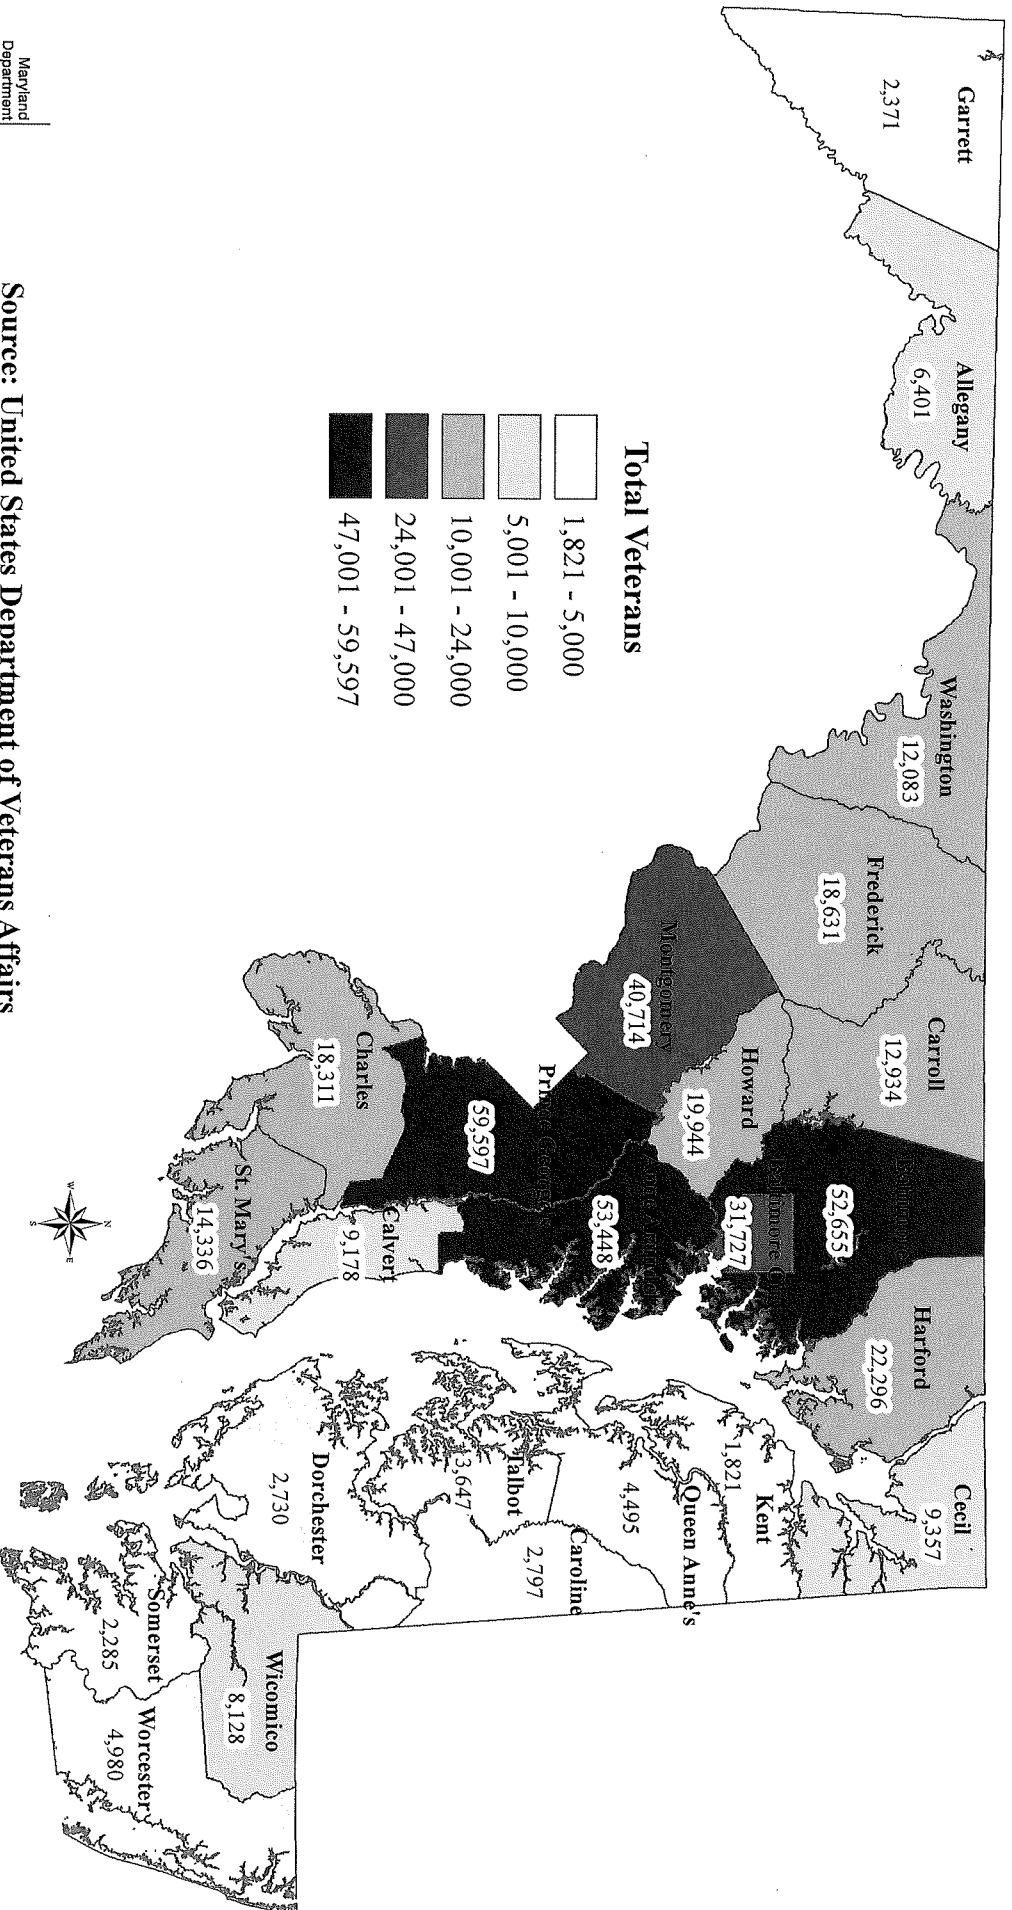 Garrett
2,371
Allegany
6,401
Washington
12,083
Frederick
18,631
Carroll
12,934
Harford
22,296
Cecil
9,357
52,655
31,727
Howard
19,944
Montgomery
40,714
59,597
53,448
Charles
18,311
St. Mary's
14,336
Calvert
9,178
Kent
1,821
Queen Anne's
4,495
Talbot
3,647
Caroline
2,797
Dorchester
2,730
Wicomico
8,128
Somerset
2,285
Worcester
4,980
Total Veterans
1,821 - 5,000
5,001 - 10,000
10,001 - 24,000
24,001 - 47,000
47,001 - 59,597
N
W
E
S
Maryland
Department
Source: United States Department of Veterans Affairs